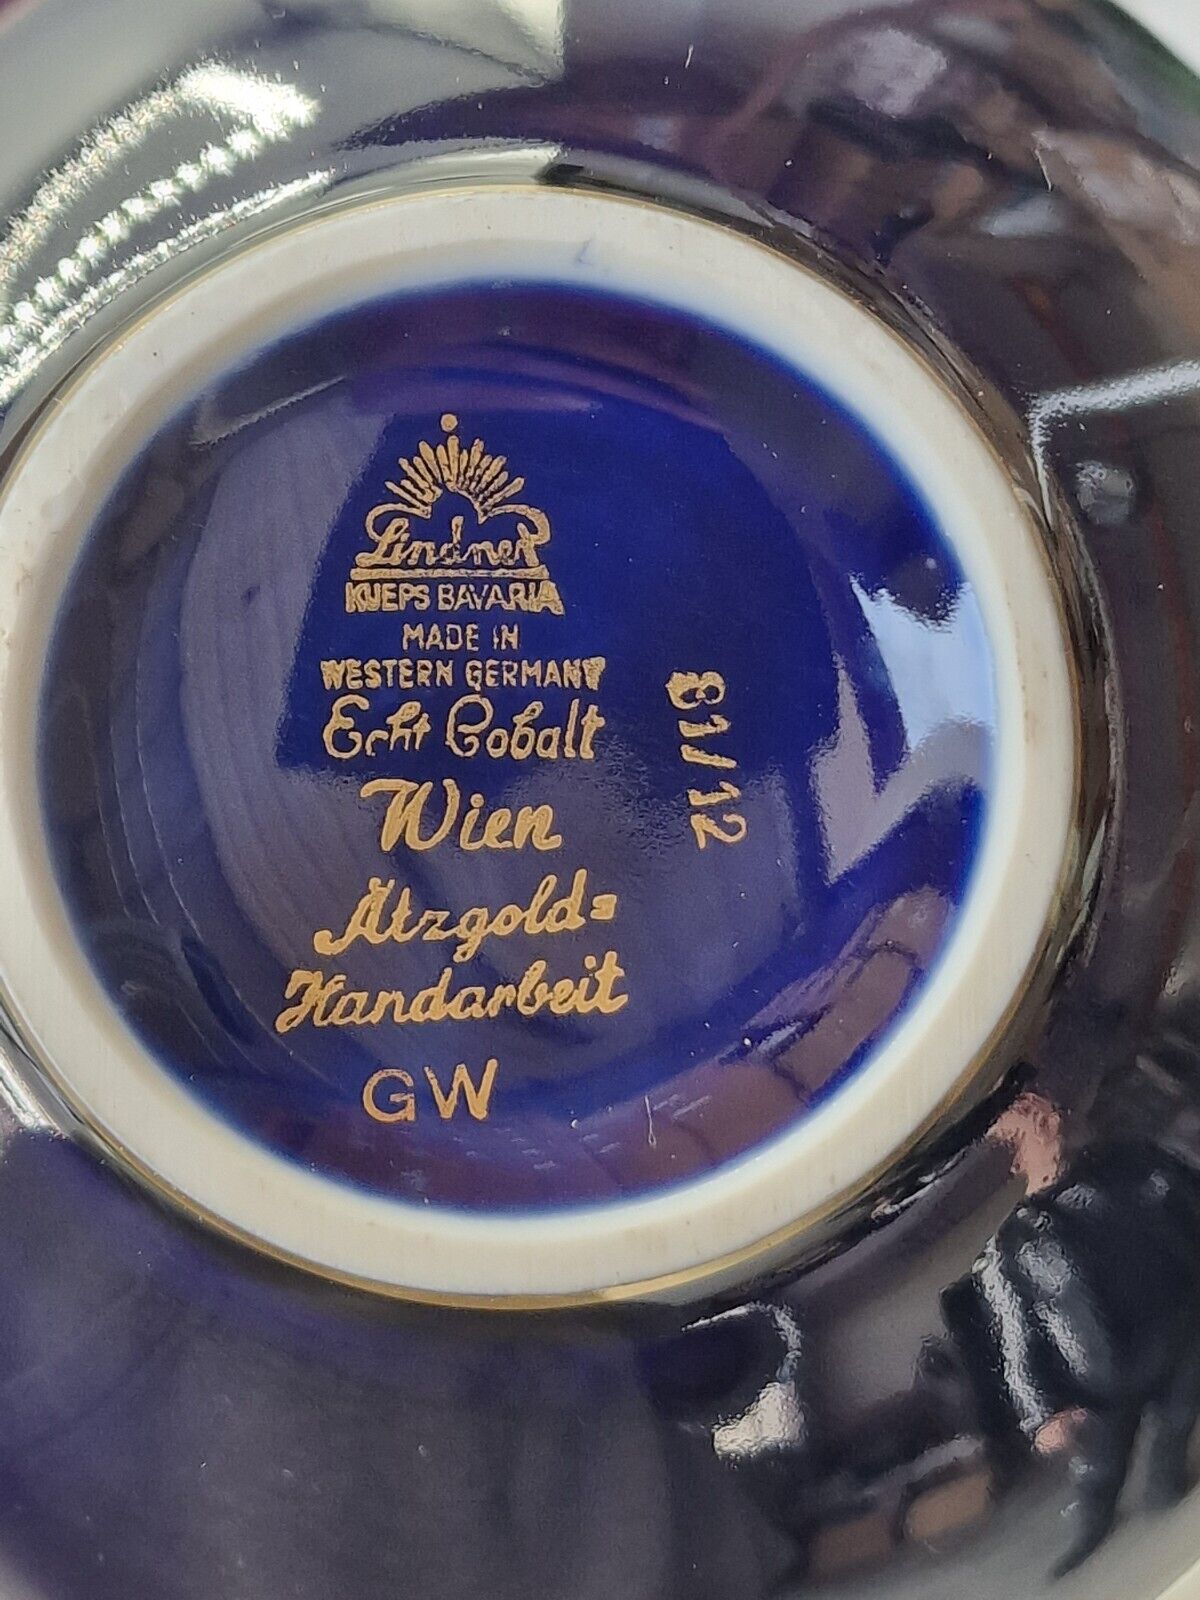 Lindner
KUEPS BAVARIA
MADE IN
WESTERN GERMANY
Echt Cobalt
Wien
Ätzgold=
Handarbeit
GW
81/12